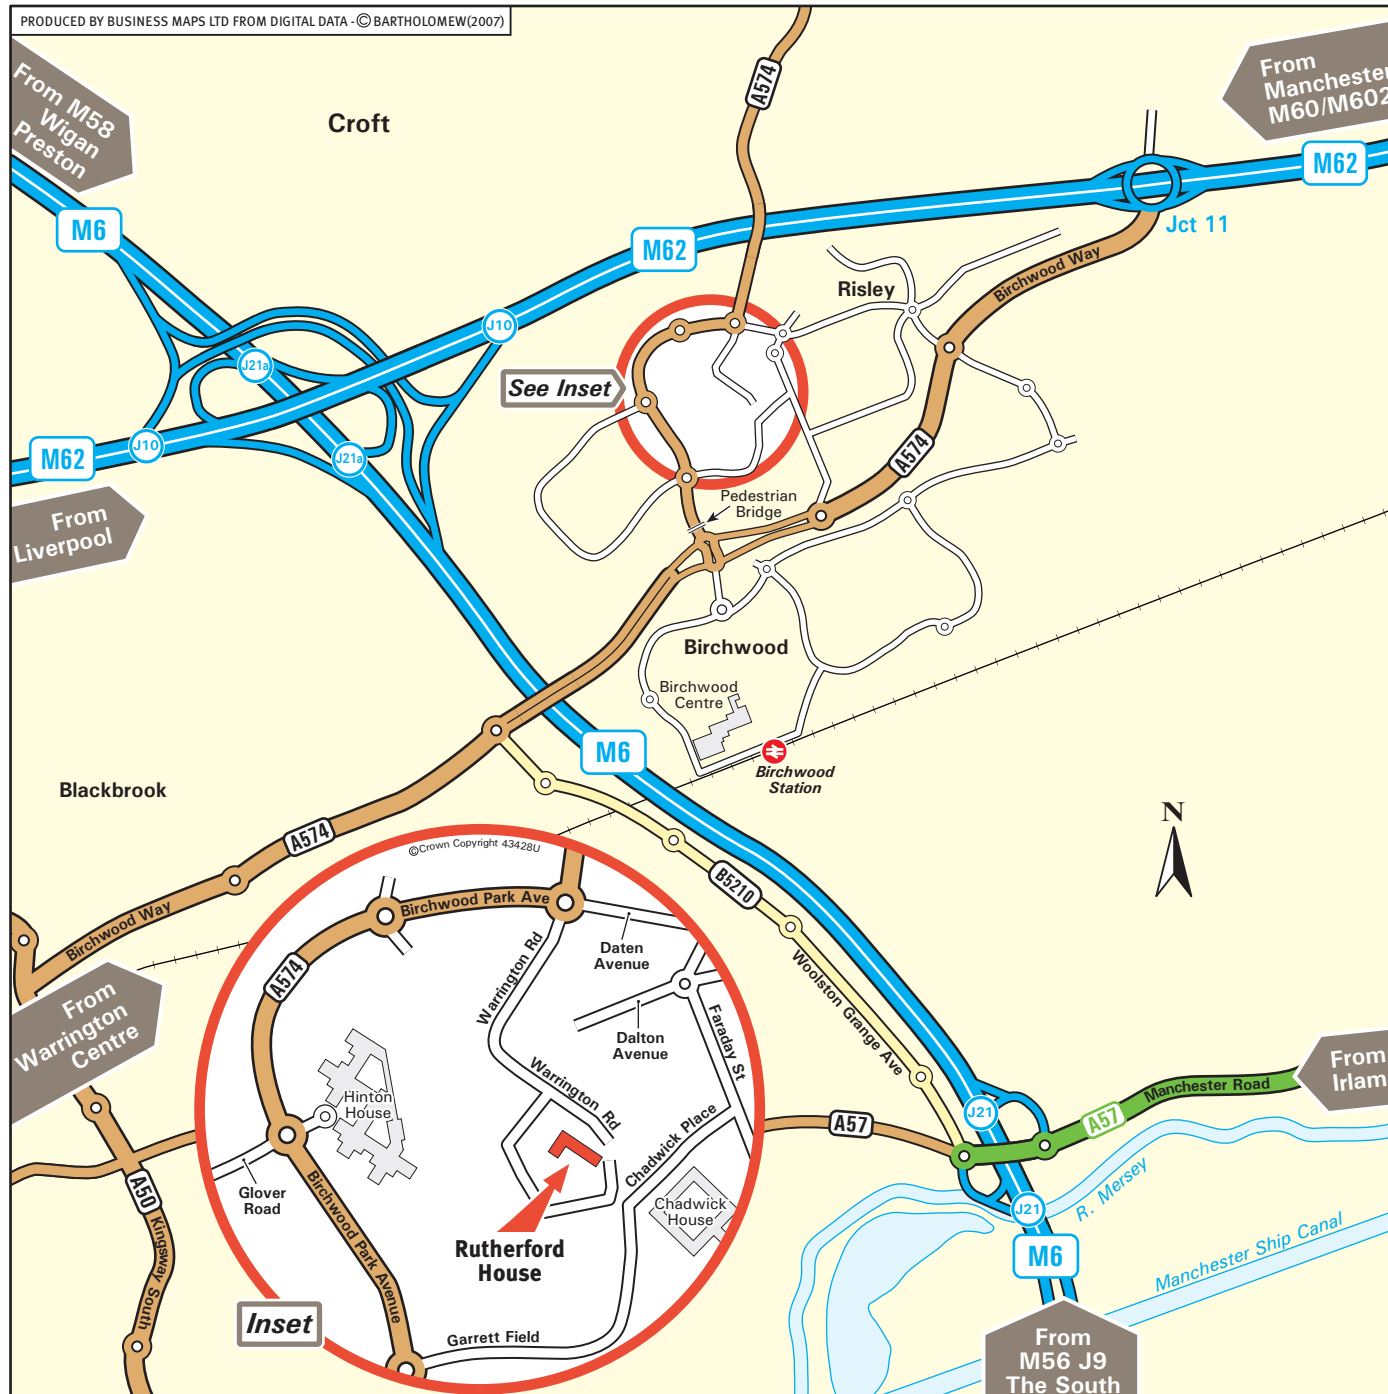 PRODUCED BY BUSINESS MAPS LTD FROM DIGITAL DATA - © BARTHOLOMEW(2007)
From M58
Wigan
Preston
Croft
A574
From
Manchester
M60/M602
M62
Jct 11
M6
M62
Risley
Birchwood Way
J10
J21a
See Inset
M62
J10
J21a
A574
From
Liverpool
Pedestrian
Bridge
Birchwood
Birchwood
Centre
M6
Birchwood
Station
Blackbrook
A574
N
©Crown Copyright 43428U
B5210
Birchwood Way
Birchwood Park Ave
Warrington Rd
Daten
Avenue
A574
Woolston Grange Ave
From
Warrington
Centre
Dalton
Avenue
Faraday St
Warrington Rd
Hinton
House
From
Irlam
Manchester Road
J21
A57
A57
Chadwick Place
A50
Glover
Road
Kingsway South
Birchwood Park Avenue
Chadwick
House
R. Mersey
J21
Rutherford
House
M6
Manchester Ship Canal
Inset
Garrett Field
From
M56 J9
The South